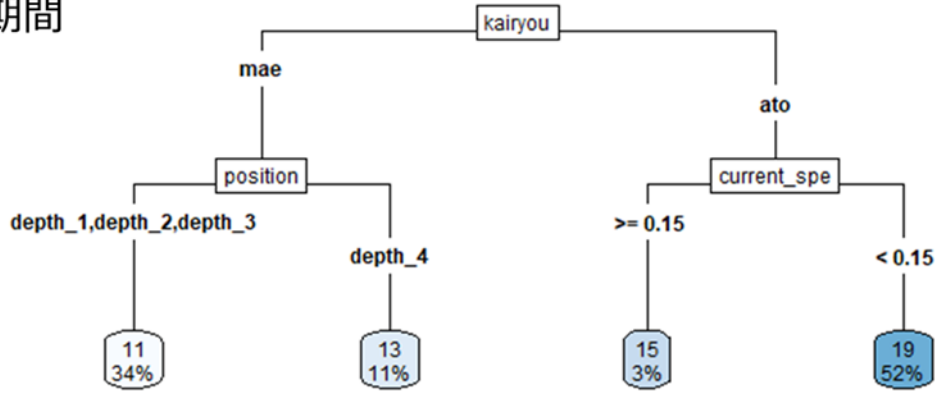 期間
kairyou
mae
ato
position
current_spe
depth_1,depth_2,depth_3
>= 0.15
depth_4
< 0.15
11
34%
13
11%
15
3%
19
52%